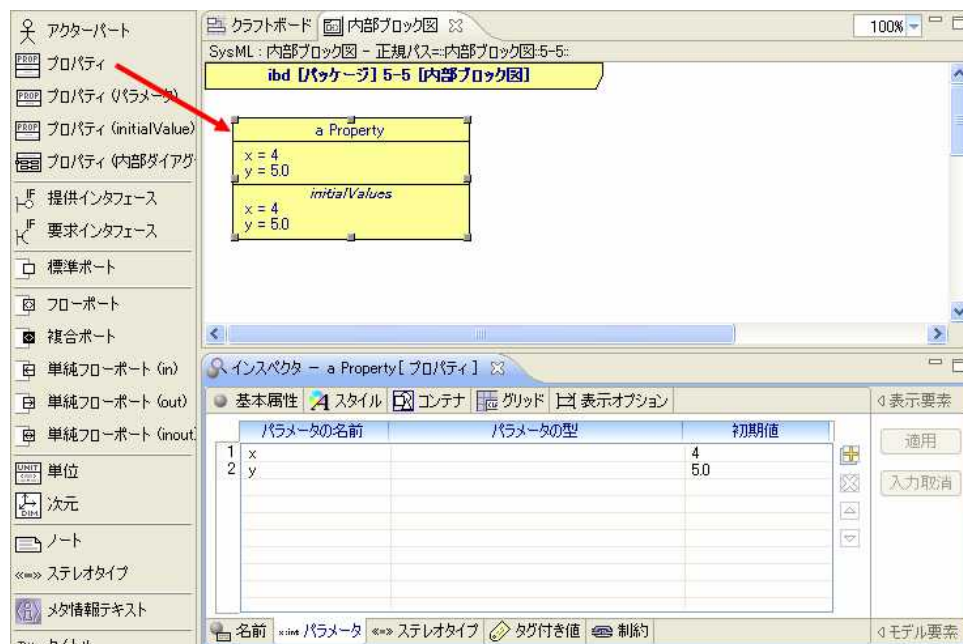 アクターパート
PROP プロパティ
PROP プロパティ (パラメータ)
PROP プロパティ (initialValue)
プロパティ (内部ダイアグ
IF 提供インタフェース
IF 要求インタフェース
標準ポート
フローポート
複合ポート
単純フローポート (in)
単純フローポート (out)
単純フローポート (inout)
UNIT 単位
DIM 次元
ノート
«=» ステレオタイプ
メタ情報テキスト
クラフトボード 内部ブロック図
100%
SysML : 内部ブロック図 - 正規パス=::内部ブロック図:5-5::
ibd [パッケージ] 5-5 [内部ブロック図]
a Property
x = 4
y = 5.0
initialValues
x = 4
y = 5.0
インスペクタ - a Property[ プロパティ ]
基本属性 スタイル コンテナ グリッド 表示オプション
表示要素
パラメータの名前 パラメータの型 初期値
1 x 4
2 y 5.0
適用
入力取消
名前 x:int パラメータ «=» ステレオタイプ タグ付き値 制約
モデル要素